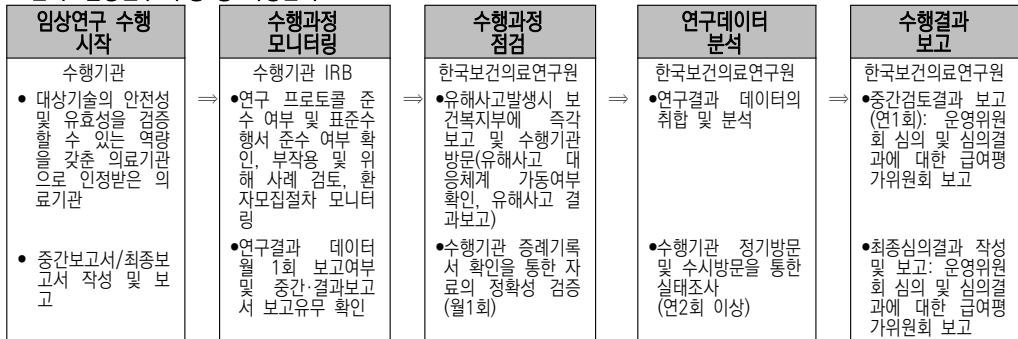 임상연구 수행
시작
수행기관
● 대상기술의 안전성
및 유효성을 검증
할 수 있는 역량
을 갖춘 의료기관
으로 인정받은 의
료기관
● 중간보고서/최종보
고서 작성 및 보
고
⇒
수행과정
모니터링
수행기관 IRB
●연구 프로토콜 준
수 여부 및 표준수
행서 준수 여부 확
인, 부작용 및 위
해 사례 검토, 환
자모집절차 모니터
링
●연구결과 데이터
월 1회 보고여부
및 중간·결과보고
서 보고유무 확인
⇒
수행과정
점검
한국보건의료연구원
●유해사고발생시 보
건복지부에 즉각
보고 및 수행기관
방문(유해사고 대
응체계 가동여부
확인, 유해사고 결
과보고)
●수행기관 증례기록
서 확인을 통한 자
료의 정확성 검증
(월1회)
⇒
연구데이터
분석
한국보건의료연구원
●연구결과 데이터의
취합 및 분석
●수행기관 정기방문
및 수시방문을 통한
실태조사
(연2회 이상)
⇒
수행결과
보고
한국보건의료연구원
●중간검토결과 보고
(연1회): 운영위원
회 심의 및 심의결
과에 대한 급여평
가위원회 보고
●최종심의결과 작성
및 보고: 운영위원
회 심의 및 심의결
과에 대한 급여평
가위원회 보고